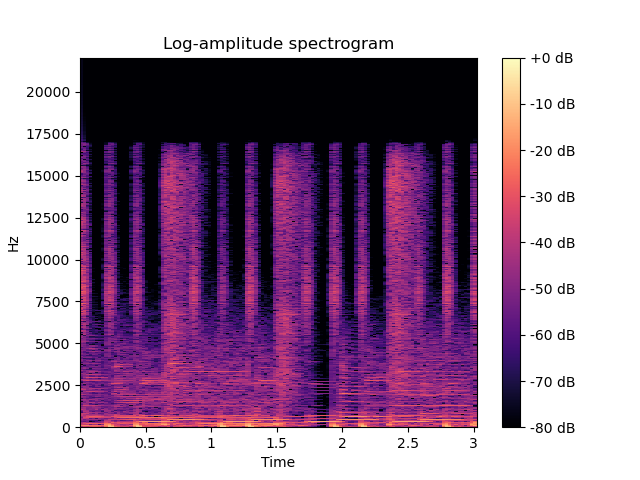 Log-amplitude spectrogram
Hz
20000
17500
15000
12500
10000
7500
5000
2500
0
0 0.5 1 1.5 2 2.5 3
Time
+0 dB
-10 dB
-20 dB
-30 dB
-40 dB
-50 dB
-60 dB
-70 dB
-80 dB